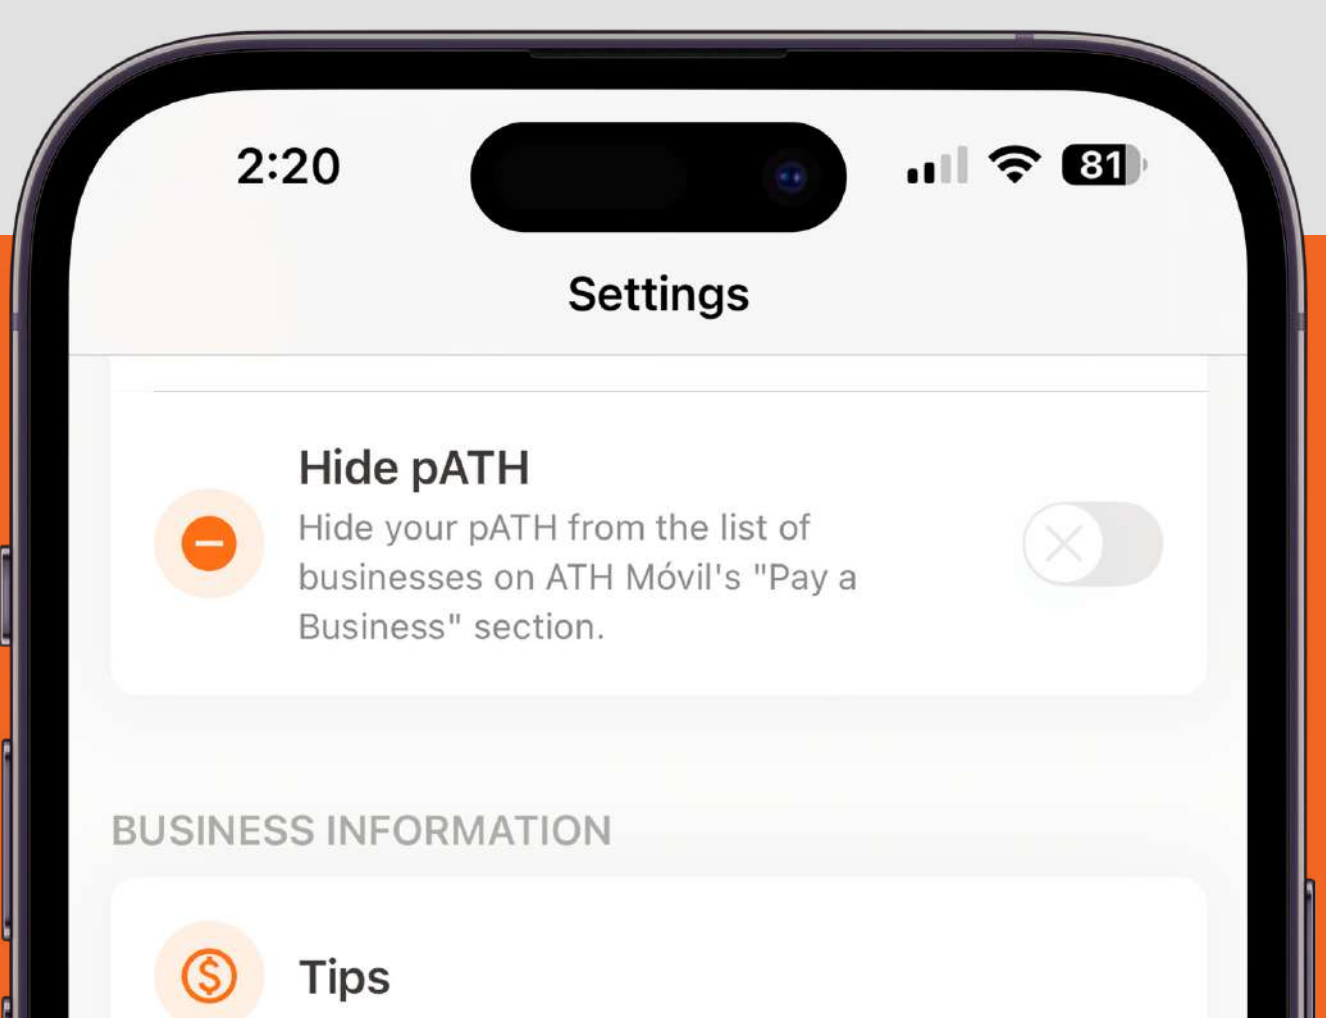 2:20
81
Settings
Hide pATH
Hide your pATH from the list of
businesses on ATH Móvil's "Pay a
Business" section.
BUSINESS INFORMATION
Tips